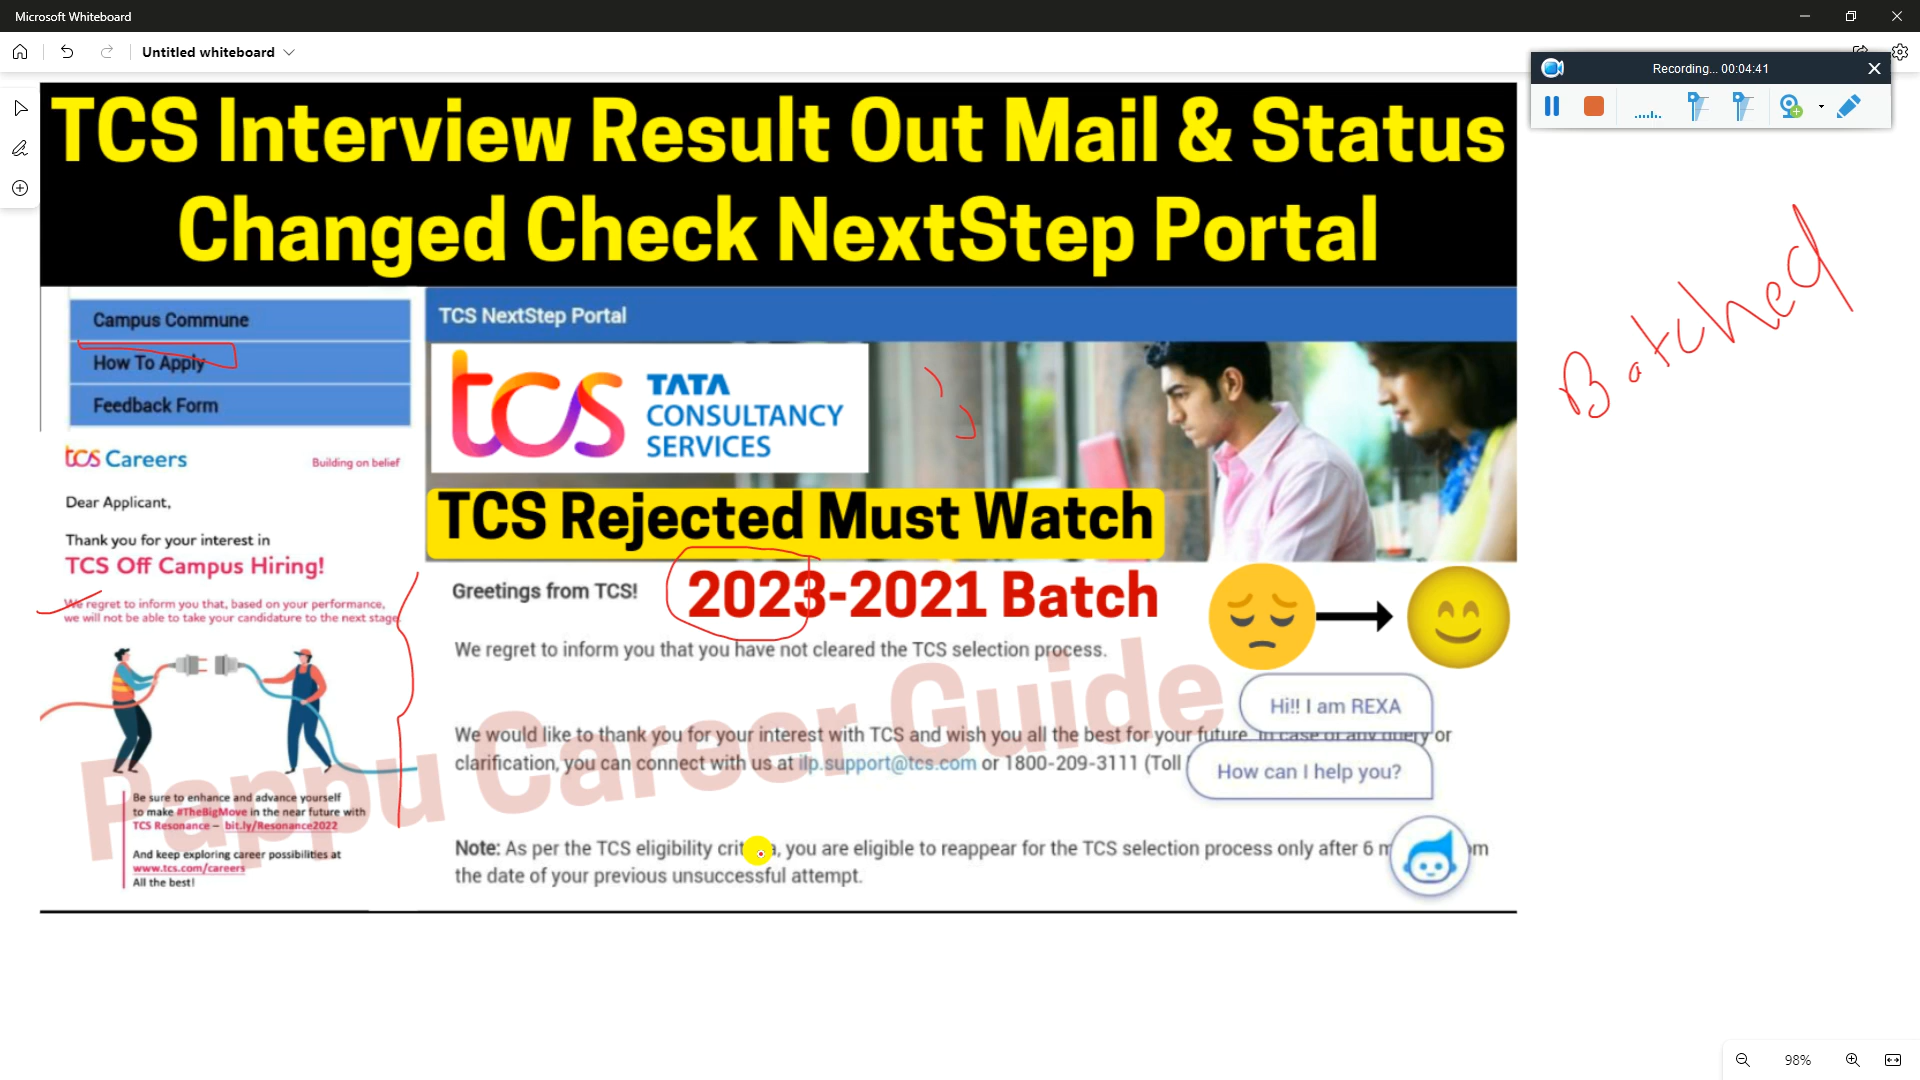 Microsoft Whiteboard
Untitled whiteboard
Recording... 00:04:41
TCS Interview Result Out Mail & Status
Changed Check NextStep Portal
Batched
Campus Commune
How To Apply
Feedback Form
TCS NextStep Portal
tcs TATA
CONSULTANCY
SERVICES
tcs Careers
Building on belief
Dear Applicant,
Thank you for your interest in
TCS Off Campus Hiring!
We regret to inform you that, based on your performance,
we will not be able to take your candidature to the next stage.
Be sure to enhance and advance yourself
to make #TheBigMove in the near future with
TCS Resonance – bit.ly/Resonance2022
And keep exploring career possibilities at
www.tcs.com/careers
All the best!
TCS Rejected Must Watch
2023-2021 Batch
Greetings from TCS!
We regret to inform you that you have not cleared the TCS selection process.
We would like to thank you for your interest with TCS and wish you all the best for your future. In case of any query or
clarification, you can connect with us at ilp.support@tcs.com or 1800-209-3111 (Toll
Hi!! I am REXA
How can I help you?
Note: As per the TCS eligibility criteria, you are eligible to reappear for the TCS selection process only after 6
the date of your previous unsuccessful attempt.
Pappu Career Guide
98%